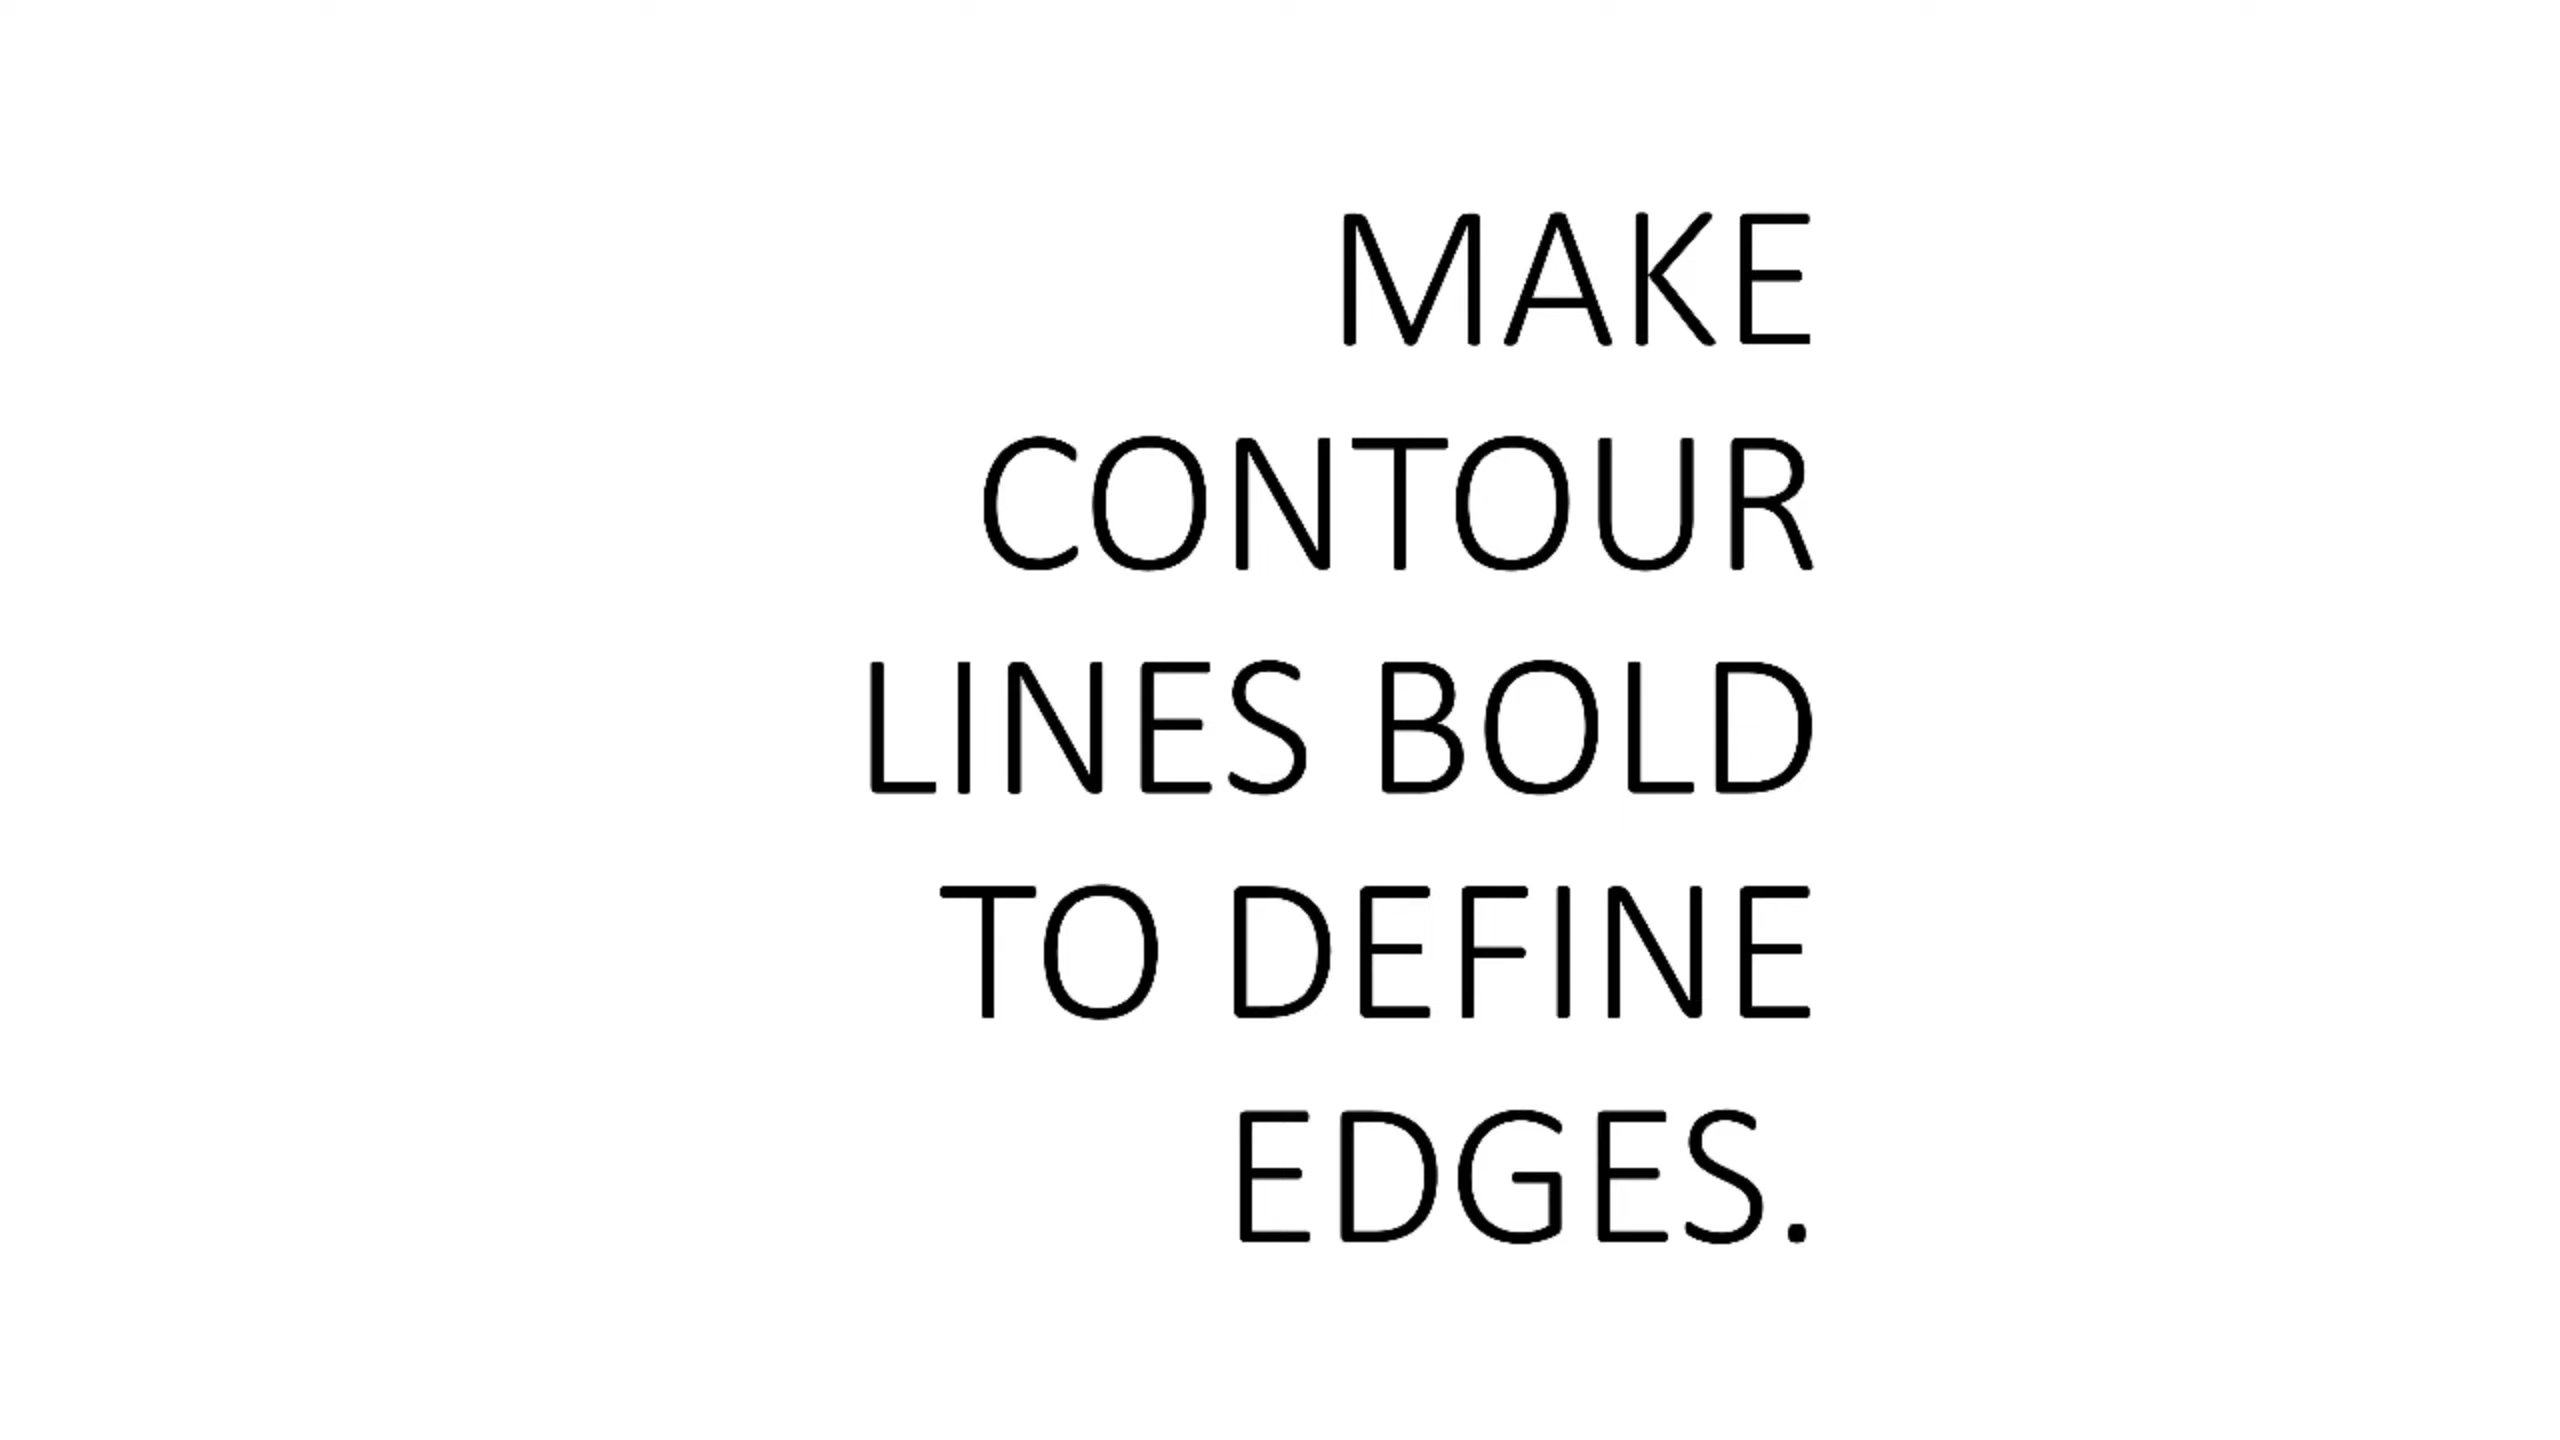 MAKE
CONTOUR
LINES BOLD
TO DEFINE
EDGES.